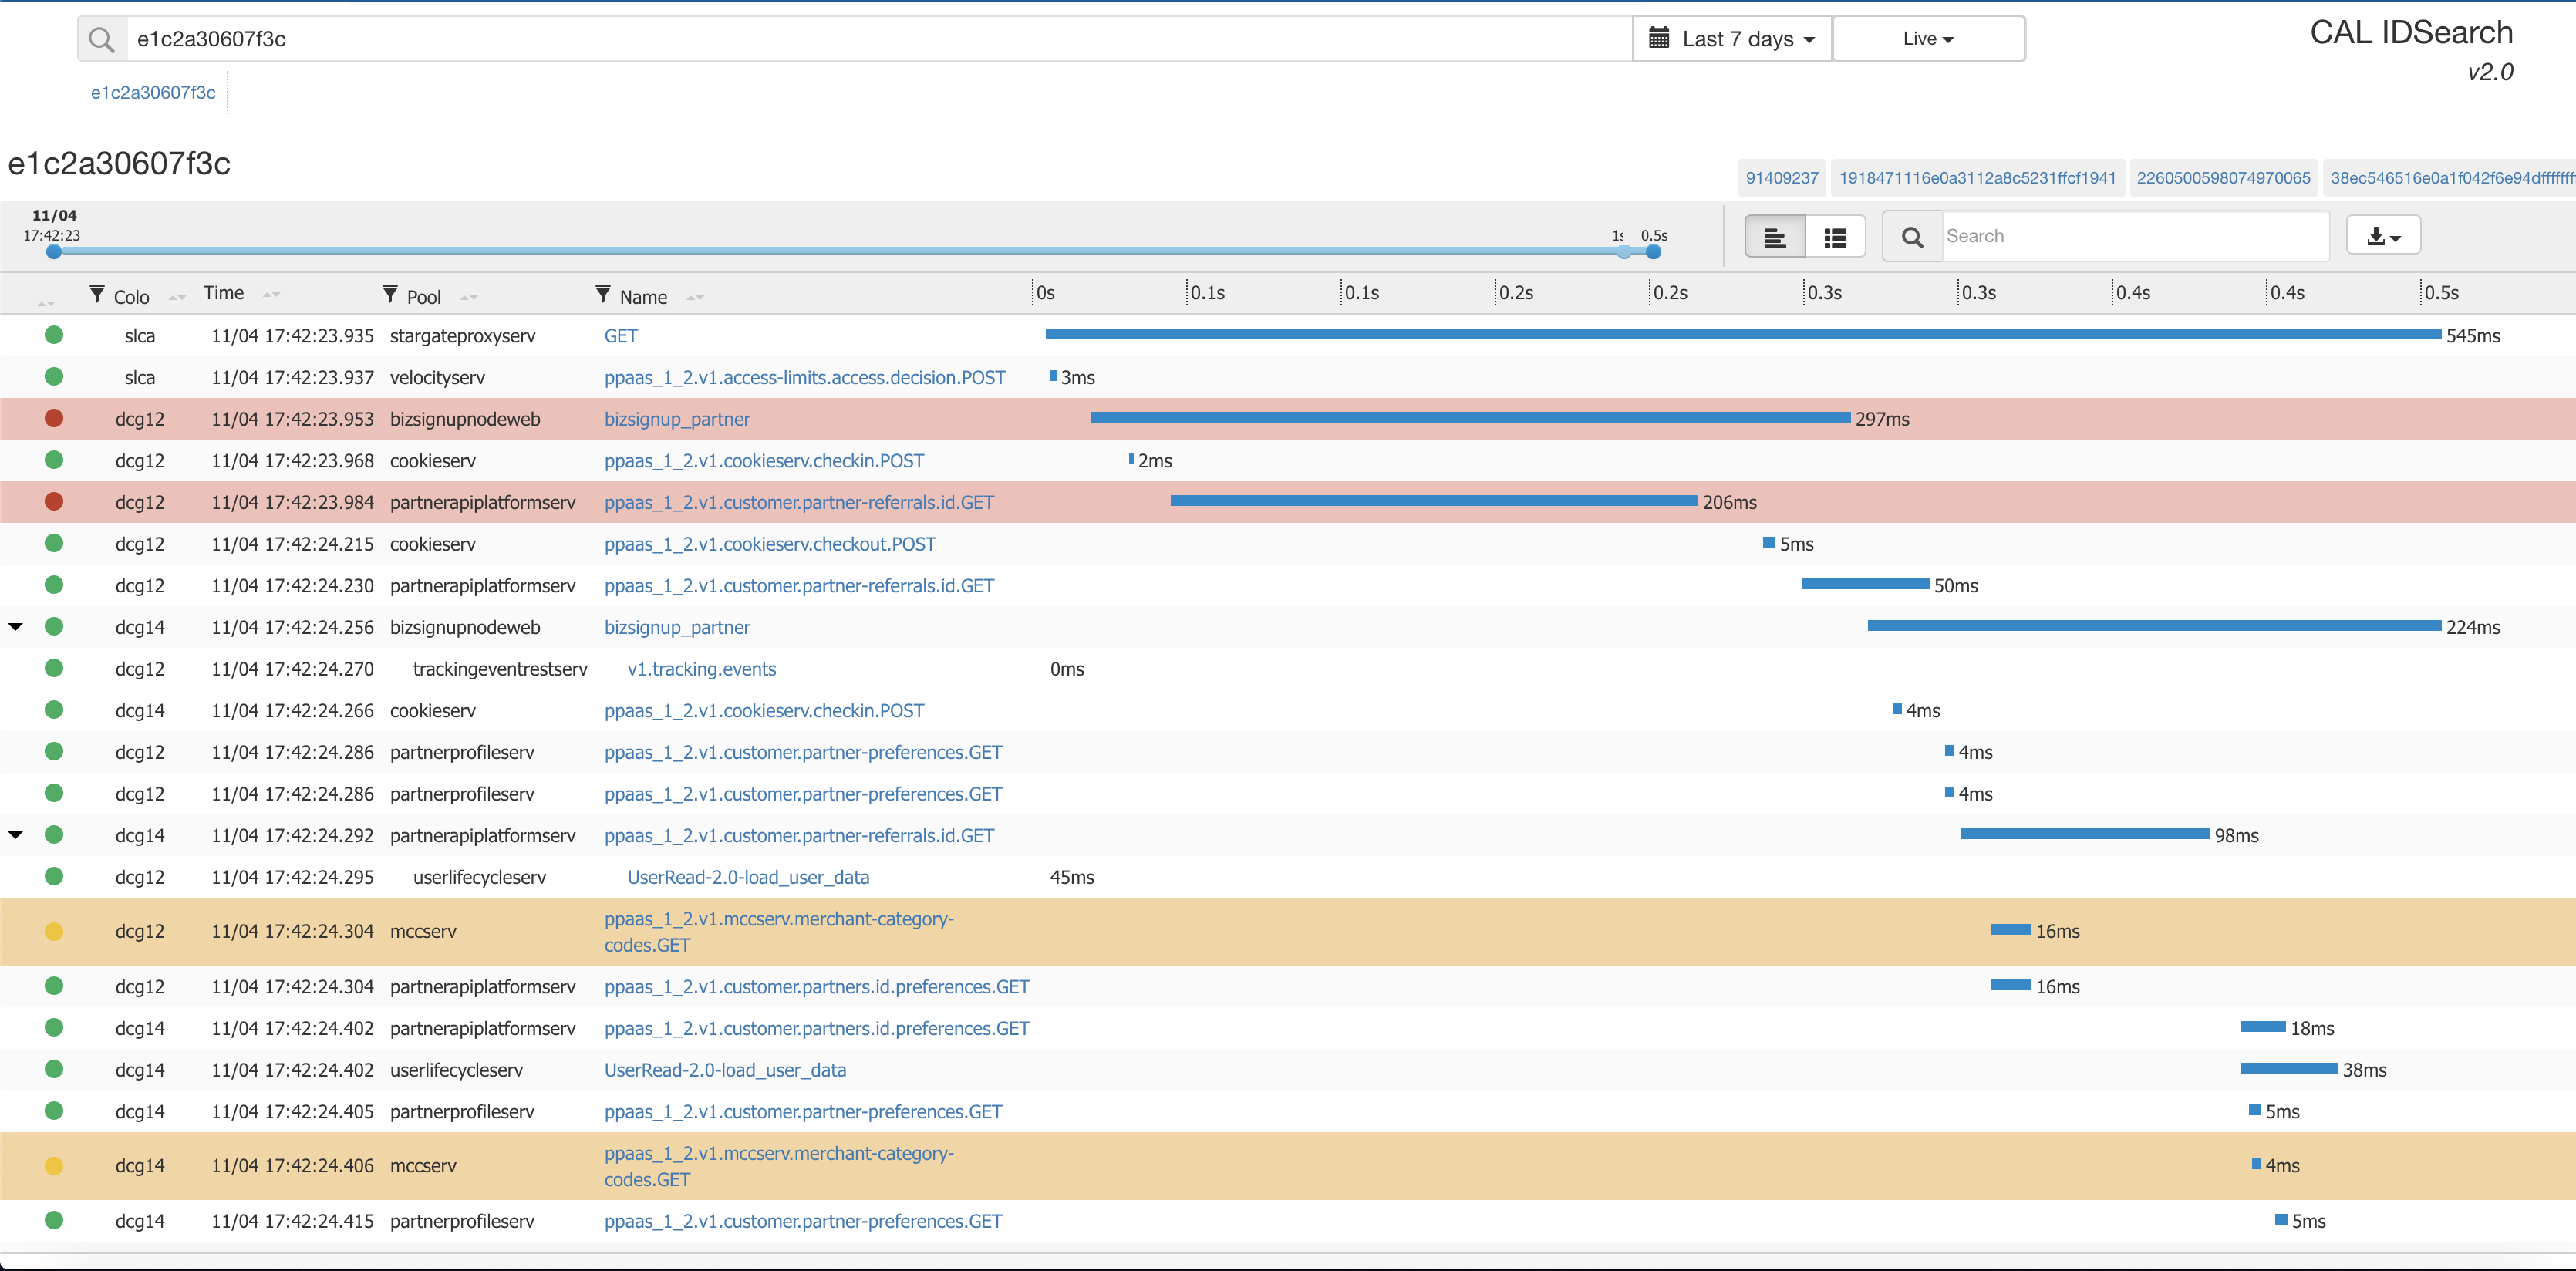 e1c2a30607f3c
Last 7 days
Live
CAL IDSearch
v2.0
e1c2a30607f3c
e1c2a30607f3c
91409237 1918471116e0a3112a8c5231ffcf1941 2260500598074970065
11/04
17:42:23
0.5s
Search
Colo Time Pool Name 0s 0.1s 0.1s 0.2s 0.2s 0.3s 0.3s 0.4s 0.4s 0.5s
slca 11/04 17:42:23.935 stargateproxyserv GET 545ms
slca 11/04 17:42:23.937 velocityserv ppaas_1_2.v1.access-limits.access.decision.POST 3ms
dcg12 11/04 17:42:23.953 bizsignupnodeweb bizsignup_partner 297ms
dcg12 11/04 17:42:23.968 cookieserv ppaas_1_2.v1.cookieserv.checkin.POST 2ms
dcg12 11/04 17:42:23.984 partnerapiplatformserv ppaas_1_2.v1.customer.partner-referrals.id.GET 206ms
dcg12 11/04 17:42:24.215 cookieserv ppaas_1_2.v1.cookieserv.checkout.POST 5ms
dcg12 11/04 17:42:24.230 partnerapiplatformserv ppaas_1_2.v1.customer.partner-referrals.id.GET 50ms
dcg14 11/04 17:42:24.256 bizsignupnodeweb bizsignup_partner 224ms
dcg12 11/04 17:42:24.270 trackingeventrestserv v1.tracking.events 0ms
dcg14 11/04 17:42:24.266 cookieserv ppaas_1_2.v1.cookieserv.checkin.POST 4ms
dcg12 11/04 17:42:24.286 partnerprofileserv ppaas_1_2.v1.customer.partner-preferences.GET 4ms
dcg12 11/04 17:42:24.286 partnerprofileserv ppaas_1_2.v1.customer.partner-preferences.GET 4ms
dcg14 11/04 17:42:24.292 partnerapiplatformserv ppaas_1_2.v1.customer.partner-referrals.id.GET 98ms
dcg12 11/04 17:42:24.295 userlifecycleserv UserRead-2.0-load_user_data 45ms
dcg12 11/04 17:42:24.304 mccserv ppaas_1_2.v1.mccserv.merchant-category-
codes.GET 16ms
dcg12 11/04 17:42:24.304 partnerapiplatformserv ppaas_1_2.v1.customer.partners.id.preferences.GET 16ms
dcg14 11/04 17:42:24.402 partnerapiplatformserv ppaas_1_2.v1.customer.partners.id.preferences.GET 18ms
dcg14 11/04 17:42:24.402 userlifecycleserv UserRead-2.0-load_user_data 38ms
dcg14 11/04 17:42:24.405 partnerprofileserv ppaas_1_2.v1.customer.partner-preferences.GET 5ms
dcg14 11/04 17:42:24.406 mccserv ppaas_1_2.v1.mccserv.merchant-category-
codes.GET 4ms
dcg14 11/04 17:42:24.415 partnerprofileserv ppaas_1_2.v1.customer.partner-preferences.GET 5ms